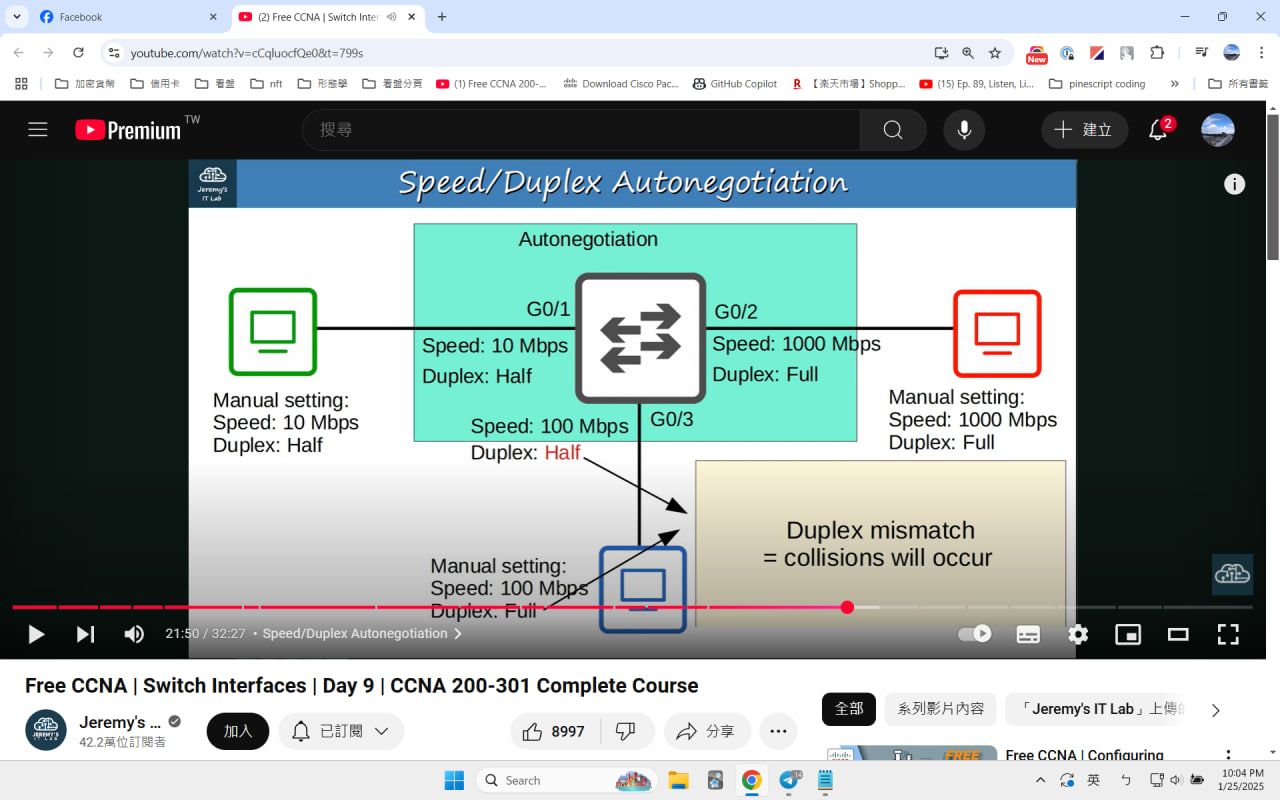 Facebook
(2) Free CCNA | Switch Inter
youtube.com/watch?v=cCqluocfQe0&t=799s
New
加密貨幣
信用卡
看盤
nft
形態學
看盤分頁
(1) Free CCNA 200-...
Download Cisco Pac...
GitHub Copilot
【楽天市場】Shopp...
(15) Ep. 89, Listen, Li...
pinescript coding
»
所有書籤
Premium TW
搜尋
建立
2
Jeremy's
IT Lab
Speed/Duplex Autonegotiation
Autonegotiation
G0/1
G0/2
Speed: 10 Mbps
Duplex: Half
Speed: 1000 Mbps
Duplex: Full
Manual setting:
Speed: 10 Mbps
Duplex: Half
G0/3
Speed: 100 Mbps
Duplex: Half
Manual setting:
Speed: 1000 Mbps
Duplex: Full
Duplex mismatch
= collisions will occur
Manual setting:
Speed: 100 Mbps
Duplex: Full
21:50 / 32:27 • Speed/Duplex Autonegotiation
Free CCNA | Switch Interfaces | Day 9 | CCNA 200-301 Complete Course
JEREMY'S
IT LAB
Jeremy's ...
42.2萬位訂閱者
加入
已訂閱
8997
分享
全部
系列影片內容
「Jeremy's IT Lab」上傳的
FREE
Free CCNA | Configuring
Search
14
英
ㄅ
10:04 PM
1/25/2025